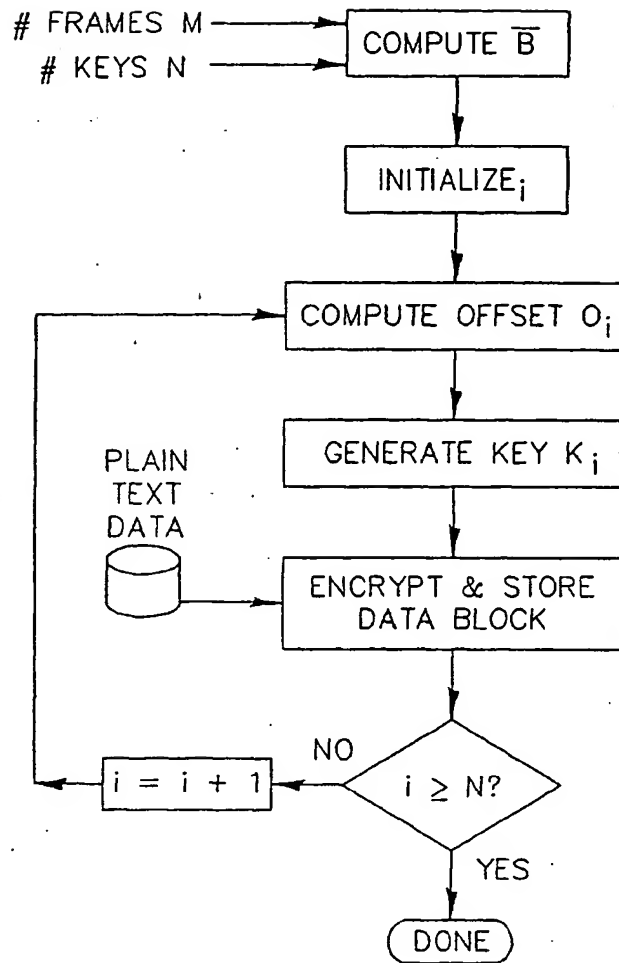 # FRAMES M
# KEYS N
COMPUTE B̅
INITIALIZEᵢ
COMPUTE OFFSET Oᵢ
GENERATE KEY Kᵢ
PLAIN
TEXT
DATA
ENCRYPT & STORE
DATA BLOCK
NO
i = i + 1
i ≥ N?
YES
DONE